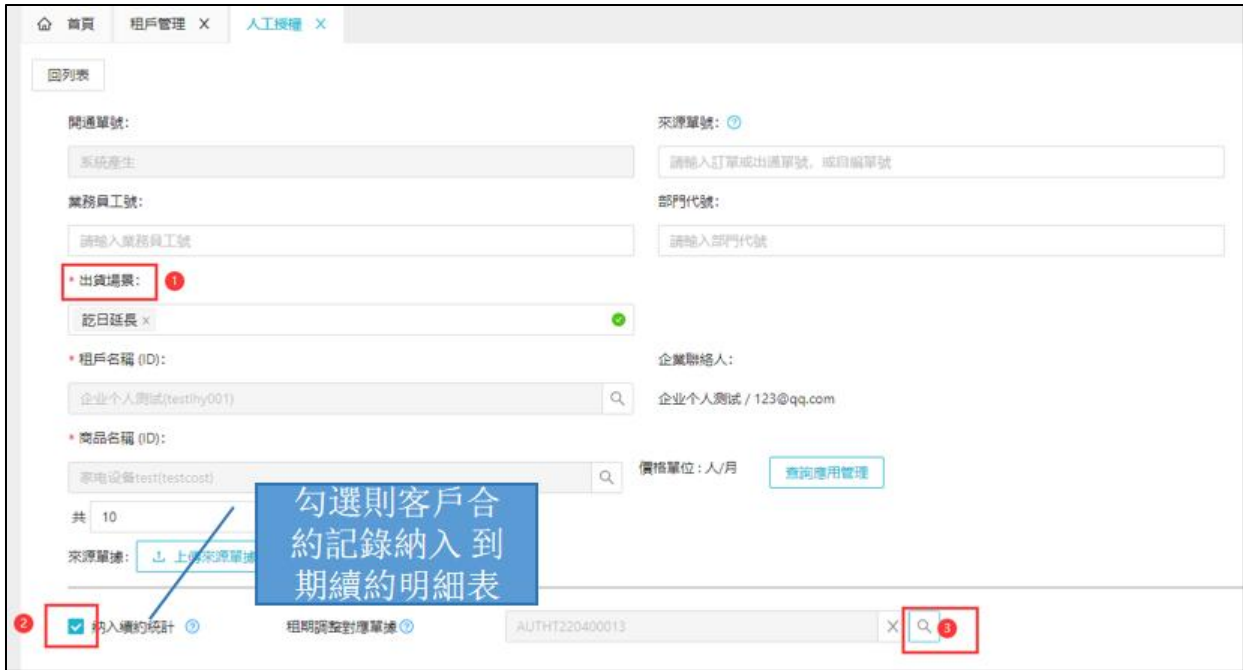 首頁 租戶管理 X 人工授權 X
回列表
開通單號: 來源單號: ?
系統產生 請輸入訂單或出通單號, 或自編單號
業務員工號: 部門代號:
請輸入業務員工號 請輸入部門代號
* 出貨場景: 1
訖日延長 ×
* 租戶名稱 (ID): 企業聯絡人:
企业个人测试(testlhy001) 企业个人测试 / 123@qq.com
* 商品名稱 (ID):
家电设备test(testcost) 價格單位 : 人/月 查詢應用管理
共 10
來源單據: 上傳來源單據
勾選則客戶合
約記錄納入 到
期續約明細表
2 納入續約統計 ? 租期調整對應單據 ? AUTHT220400013 X 3